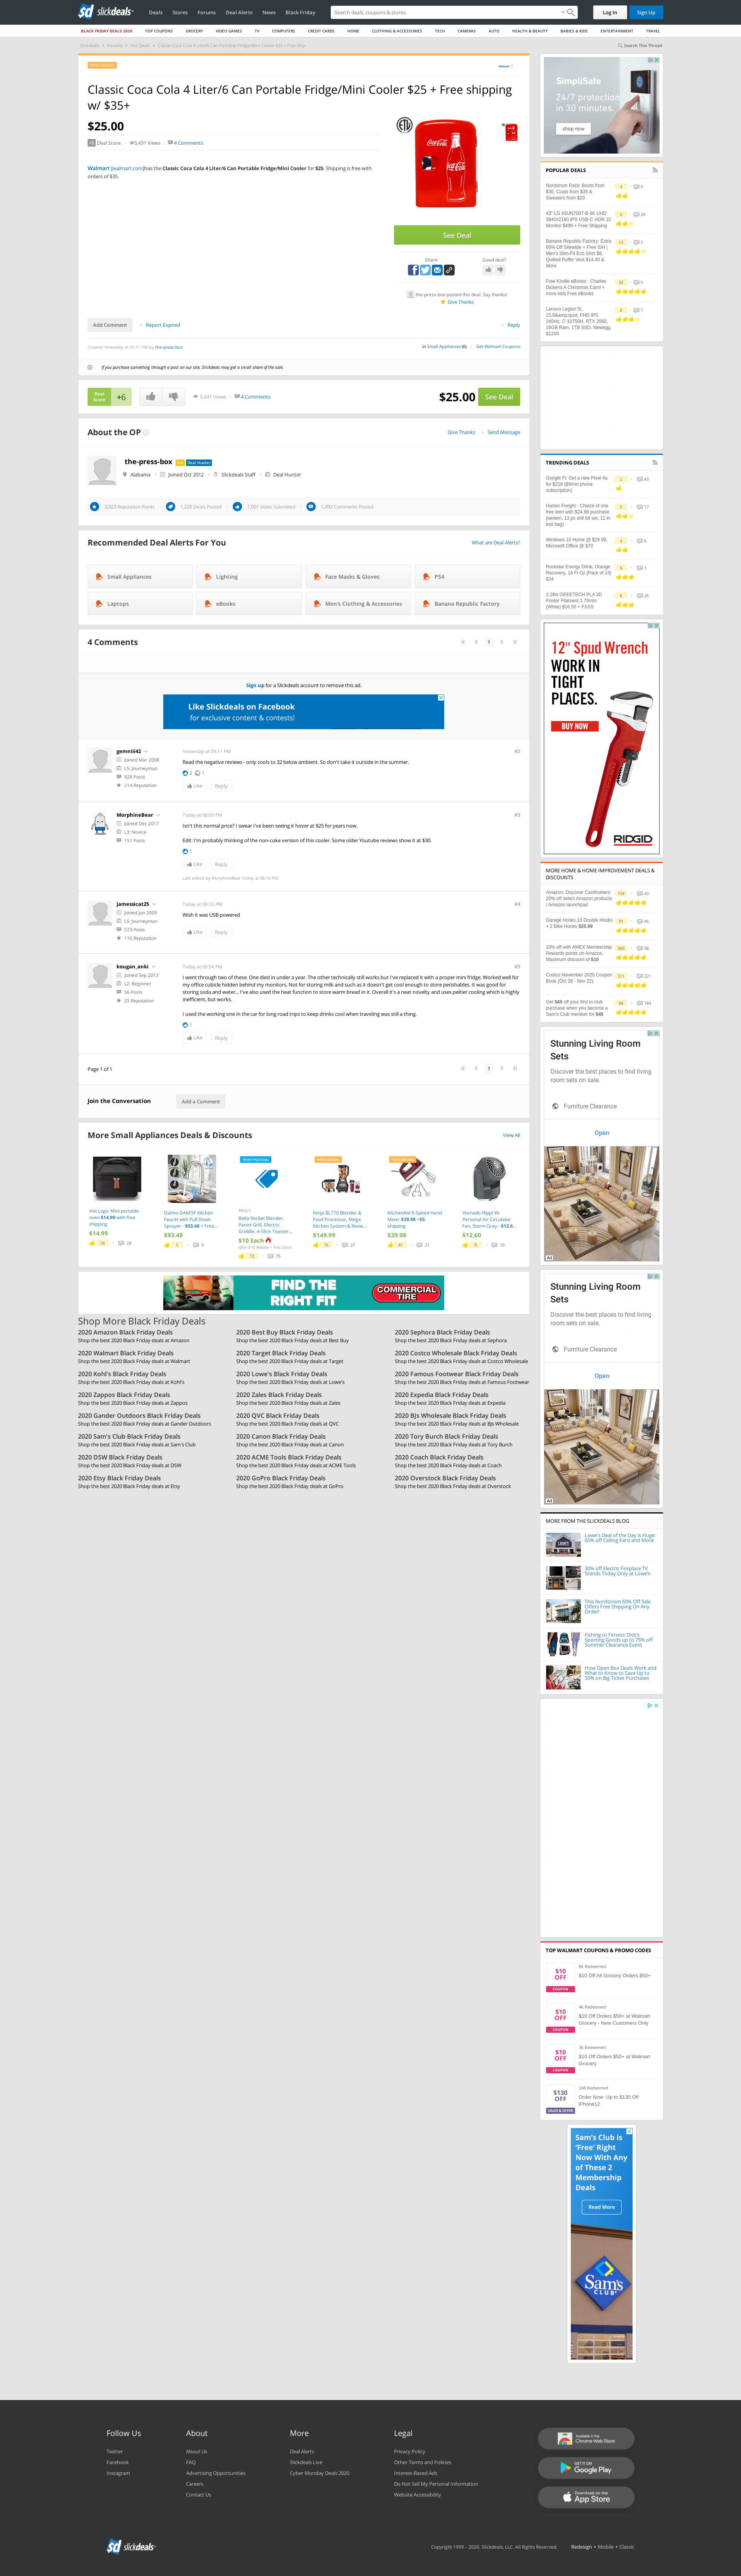 sd slickdeals
Deals Stores Forums Deal Alerts News Black Friday
Search deals, coupons & stores
Log In Sign Up
BLACK FRIDAY DEALS 2020 TOP COUPONS GROCERY VIDEO GAMES TV COMPUTERS CREDIT CARDS HOME CLOTHING & ACCESSORIES TECH CAMERAS AUTO HEALTH & BEAUTY BABIES & KIDS ENTERTAINMENT TRAVEL
Slickdeals > Forums > Hot Deals > Classic Coca Cola 4 Liter/6 Can Portable Fridge/Mini Cooler $25 + Free ship...
Search This Thread
Classic Coca Cola 4 Liter/6 Can Portable Fridge/Mini Cooler $25 + Free shipping
w/ $35+
$25.00
+6 Deal Score 5,431 Views 4 Comments
Walmart [walmart.com]has the Classic Coca Cola 4 Liter/6 Can Portable Fridge/Mini Cooler for $25. Shipping is free with
orders of $35.
See Deal
Share
Good deal?
the-press-box posted this deal. Say thanks!
Give Thanks
Add Comment Report Expired
Reply
Created Yesterday at 07:11 PM by the-press-box
in Small Appliances (6) Get Walmart Coupons
If you purchase something through a post on our site, Slickdeals may get a small share of the sale.
Deal
Score
+6
5,431 Views 4 Comments
$25.00 See Deal
About the OP
Give Thanks Send Message
the-press-box Pro Deal Hunter
Alabama Joined Oct 2012 Slickdeals Staff Deal Hunter
3,923 Reputation Points 1,226 Deals Posted 1,001 Votes Submitted 1,492 Comments Posted
Recommended Deal Alerts For You
What are Deal Alerts?
Small Appliances Lighting Face Masks & Gloves PS4
Laptops eBooks Men's Clothing & Accessories Banana Republic Factory
4 Comments
1
Sign up for a Slickdeals account to remove this ad.
Like Slickdeals on Facebook
for exclusive content & contests!
gemniii42
Joined Mar 2008
L5: Journeyman
928 Posts
214 Reputation
Yesterday at 09:11 PM
#2
Read the negative reviews - only cools to 32 below ambient. So don't take it outside in the summer.
2 1
Like Reply
MorphineBear
Joined Dec 2017
L3: Novice
151 Posts
Today at 08:09 PM
#3
Isn't this normal price? I swear I've been seeing it hover at $25 for years now.
Edit: I'm probably thinking of the non-coke version of this cooler. Some older Youtube reviews show it at $30.
1
Like Reply
Last edited by MorphineBear Today at 08:16 PM.
jamessicat25
Joined Jun 2009
L5: Journeyman
573 Posts
116 Reputation
Today at 09:15 PM
#4
Wish it was USB powered
Like Reply
kougan_anki
Joined Sep 2013
L2: Beginner
56 Posts
25 Reputation
Today at 09:34 PM
#5
I went through two of these. One died in under a year. The other technically still works but I've replaced it with a proper mini fridge. Worked well for
my office cubicle hidden behind my monitors. Not for storing milk and such as it doesn't get cool enough and stable enough to store perishables. It was good for
storing soda and water... I've also used the heat function to store warm bread in it. Overall it's a neat novelty and uses peltier cooling which is highly
inefficient, but works.
I used the working one in the car for long road trips to keep drinks cool when traveling was still a thing.
1
Like Reply
Page 1 of 1
1
Join the Conversation
Add a Comment
More Small Appliances Deals & Discounts
View All
Hot Logic Mini portable
oven $14.99 with free
shipping
$14.99
18 24
Dalmo DAKF5F Kitchen
Faucet with Pull Down
Sprayer - $93.48 + Free...
$93.48
5 0
Macy's
Bella Rocket Blender,
Panini Grill, Electric
Griddle, 4-Slice Toaster...
$10 Each
after $10 Rebate + Free Store
73 75
Ninja BL770 Blender &
Food Processor, Mega
Kitchen System & Revie...
$149.99
16 27
KitchenAid 9-Speed Hand
Mixer $39.98 +$5
shipping
$39.98
41 21
Vornado Flippi V6
Personal Air Circulator
Fan, Storm Gray - $12.6...
$12.60
9 10
FIND THE
RIGHT FIT
COMMERCIAL
TIRE
Shop More Black Friday Deals
2020 Amazon Black Friday Deals
Shop the best 2020 Black Friday deals at Amazon
2020 Best Buy Black Friday Deals
Shop the best 2020 Black Friday deals at Best Buy
2020 Sephora Black Friday Deals
Shop the best 2020 Black Friday deals at Sephora
2020 Walmart Black Friday Deals
Shop the best 2020 Black Friday deals at Walmart
2020 Target Black Friday Deals
Shop the best 2020 Black Friday deals at Target
2020 Costco Wholesale Black Friday Deals
Shop the best 2020 Black Friday deals at Costco Wholesale
2020 Kohl's Black Friday Deals
Shop the best 2020 Black Friday deals at Kohl's
2020 Lowe's Black Friday Deals
Shop the best 2020 Black Friday deals at Lowe's
2020 Famous Footwear Black Friday Deals
Shop the best 2020 Black Friday deals at Famous Footwear
2020 Zappos Black Friday Deals
Shop the best 2020 Black Friday deals at Zappos
2020 Zales Black Friday Deals
Shop the best 2020 Black Friday deals at Zales
2020 Expedia Black Friday Deals
Shop the best 2020 Black Friday deals at Expedia
2020 Gander Outdoors Black Friday Deals
Shop the best 2020 Black Friday deals at Gander Outdoors
2020 QVC Black Friday Deals
Shop the best 2020 Black Friday deals at QVC
2020 BJs Wholesale Black Friday Deals
Shop the best 2020 Black Friday deals at BJs Wholesale
2020 Sam's Club Black Friday Deals
Shop the best 2020 Black Friday deals at Sam's Club
2020 Canon Black Friday Deals
Shop the best 2020 Black Friday deals at Canon
2020 Tory Burch Black Friday Deals
Shop the best 2020 Black Friday deals at Tory Burch
2020 DSW Black Friday Deals
Shop the best 2020 Black Friday deals at DSW
2020 ACME Tools Black Friday Deals
Shop the best 2020 Black Friday deals at ACME Tools
2020 Coach Black Friday Deals
Shop the best 2020 Black Friday deals at Coach
2020 Etsy Black Friday Deals
Shop the best 2020 Black Friday deals at Etsy
2020 GoPro Black Friday Deals
Shop the best 2020 Black Friday deals at GoPro
2020 Overstock Black Friday Deals
Shop the best 2020 Black Friday deals at Overstock
SimpliSafe
24/7 protection
in 30 minutes.
shop now
POPULAR DEALS
Nordstrom Rack: Boots from
$30, Coats from $35 &
Sweaters from $20
4 0
43" LG 43UN700T-B 4K UHD
3840x2160 IPS USB-C HDR 10
Monitor $499 + Free Shipping
5 24
Banana Republic Factory: Extra
60% Off Sitewide + Free S/H |
Men's Slim-Fit Eco Shirt $6,
Quilted Puffer Vest $14.40 &
More
12 5
Free Kindle eBooks : Charles
Dickens A Christmas Carol +
more kids Free eBooks
32 5
Lenovo Legion 5i,
15.6&amp;quot; FHD IPS
240Hz, i7-10750H, RTX 2060,
16GB Ram, 1TB SSD, Newegg,
$1200
8 7
TRENDING DEALS
Google Fi. Get a new Pixel 4a
for $216 ($9/mo phone
subscription)
2 43
Harbor Freight - Choice of one
free item with $24.99 purchase
(lantern, 13 pc drill bit set, 12 in
tool bag)
5 17
Windows 10 Home @ $29.99,
Microsoft Office @ $79
4 6
Rockstar Energy Drink, Orange
Recovery, 16 Fl Oz (Pack of 24)
$24
6 1
2.2lbs GEEETECH PLA 3D
Printer Filament 1.75mm
(White) $16.55 + FSSS
6 26
12" Spud Wrench
WORK IN
TIGHT
PLACES.
BUY NOW
RIDGID
MORE HOME & HOME IMPROVEMENT DEALS &
DISCOUNTS
Amazon: Discover Cardholders:
20% off select Amazon products
/ Amazon launchpad
154 43
Garage Hooks,10 Double Hooks
+ 2 Bike Hooks $20.99
91 46
10% off with AMEX Membership
Rewards points on Amazon.
Maximum discount of $10
300 98
Costco November 2020 Coupon
Book (Oct 28 - Nov 22)
311 221
Get $45 off your first in-club
purchase when you become a
Sam's Club member for $45
84 184
Stunning Living Room
Sets
Discover the best places to find living
room sets on sale.
Furniture Clearance
Open
Ad
Stunning Living Room
Sets
Discover the best places to find living
room sets on sale.
Furniture Clearance
Open
Ad
MORE FROM THE SLICKDEALS BLOG
Lowe's Deal of the Day is Huge:
65% off Ceiling Fans and More
30% off Electric Fireplace TV
Stands Today Only at Lowe's
This Nordstrom 60% Off Sale
Offers Free Shipping On Any
Order!
Fishing to Fitness: Dick's
Sporting Goods up to 75% off
Summer Clearance Event
How Open Box Deals Work and
What to Know to Save Up to
50% on Big Ticket Purchases
TOP WALMART COUPONS & PROMO CODES
$10
OFF
COUPON
8k Redeemed
$10 Off All Grocery Orders $50+
$10
OFF
COUPON
4k Redeemed
$10 Off Orders $50+ at Walmart
Grocery - New Customers Only
$10
OFF
COUPON
3k Redeemed
$10 Off Orders $50+ at Walmart
Grocery
$130
OFF
SALES & OFFER
248 Redeemed
Order Now- Up to $130 Off
iPhone12
Sam's Club is
'Free' Right
Now With Any
of These 2
Membership
Deals
Read More
Sam's
CLUB
Follow Us
Twitter
Facebook
Instagram
About
About Us
FAQ
Advertising Opportunities
Careers
Contact Us
More
Deal Alerts
Slickdeals Live
Cyber Monday Deals 2020
Legal
Privacy Policy
Other Terms and Policies
Interest-Based Ads
Do Not Sell My Personal Information
Website Accessibility
Available in the
Chrome Web Store
GET IT ON
Google Play
Download on the
App Store
sd slickdeals
Copyright 1999 - 2020. Slickdeals, LLC. All Rights Reserved. Redesign • Mobile • Classic